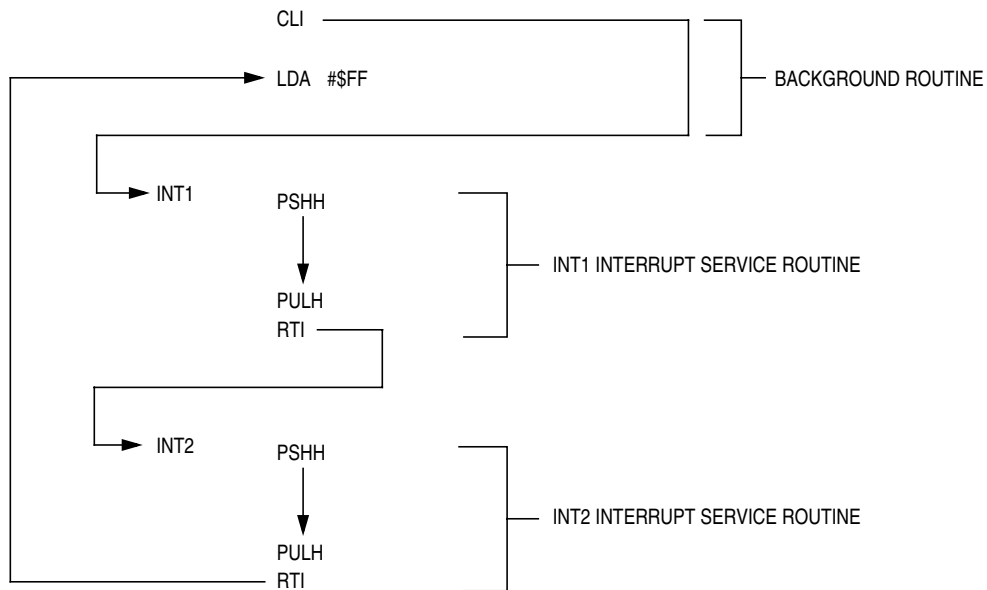 CLI
LDA #$FF
BACKGROUND ROUTINE
INT1
PSHH
INT1 INTERRUPT SERVICE ROUTINE
PULH
RTI
INT2
PSHH
INT2 INTERRUPT SERVICE ROUTINE
PULH
RTI